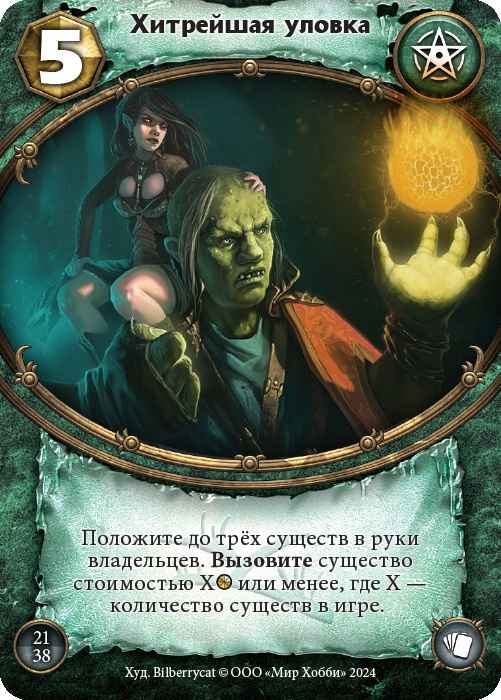 Хитрейшая уловка
5
Положите до трёх существ в руки
владельцев. Вызовите существо
стоимостью X или менее, где X —
количество существ в игре.
21
38
Худ. Bilberrycat © ООО «Мир Хобби» 2024